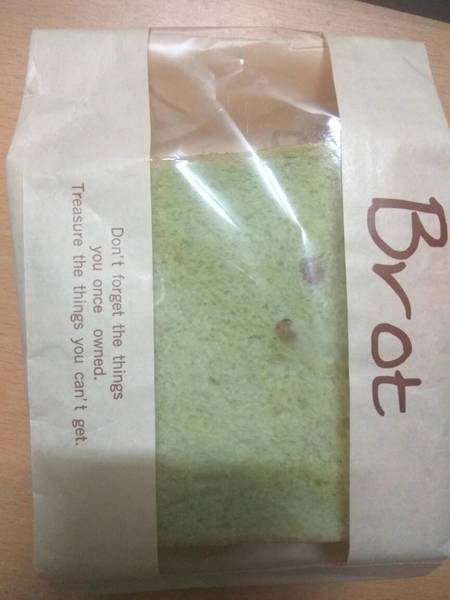 Brot
Don't forget the things
you once owned.
Treasure the things you can't get.